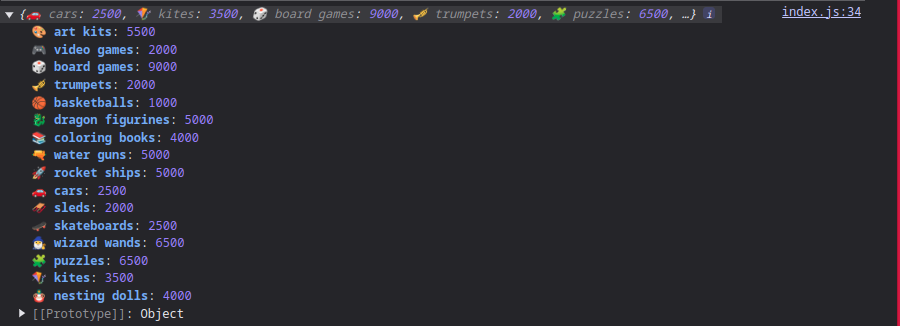 ▼ {🚗 cars: 2500, 🪁 kites: 3500, 🎲 board games: 9000, 🎺 trumpets: 2000, 🧩 puzzles: 6500, …} i index.js:34
🎨 art kits: 5500
🎮 video games: 2000
🎲 board games: 9000
🎺 trumpets: 2000
🏀 basketballs: 1000
🐉 dragon figurines: 5000
📚 coloring books: 4000
🔫 water guns: 5000
🚀 rocket ships: 5000
🚗 cars: 2500
🛷 sleds: 2000
🛹 skateboards: 2500
🧙‍♂️ wizard wands: 6500
🧩 puzzles: 6500
🪁 kites: 3500
🪆 nesting dolls: 4000
▶ [[Prototype]]: Object